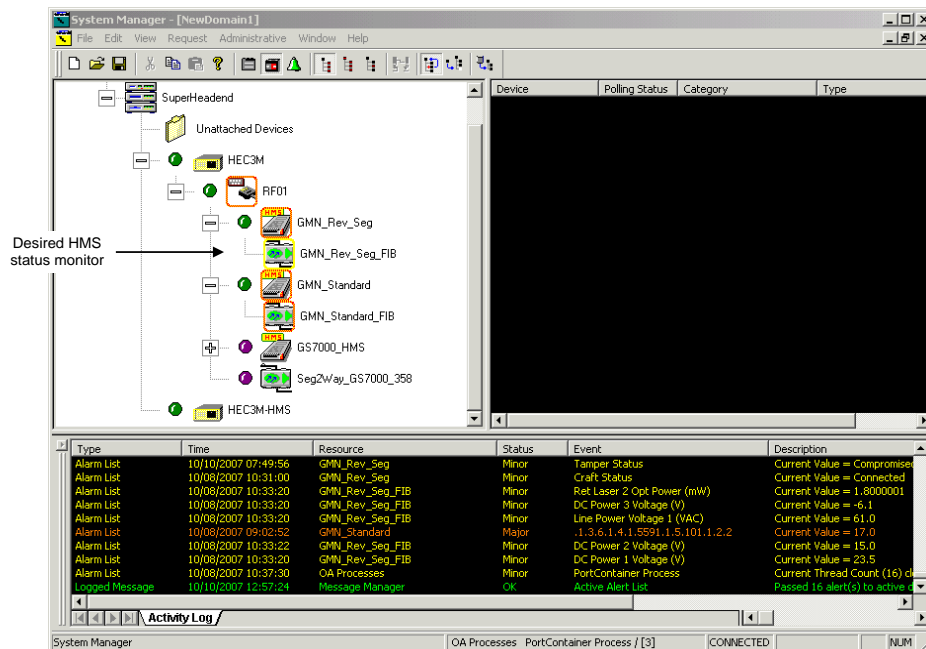 System Manager - [NewDomain1]
File Edit View Request Administrative Window Help
SuperHeadend
Unattached Devices
HEC3M
RF01
HMS
GMN_Rev_Seg
GMN_Rev_Seg_FIB
HMS
GMN_Standard
GMN_Standard_FIB
HMS
GS7000_HMS
Seg2Way_GS7000_358
HEC3M-HMS
Desired HMS
status monitor
Device Polling Status Category Type
Type Time Resource Status Event Description
Alarm List 10/10/2007 07:49:56 GMN_Rev_Seg Minor Tamper Status Current Value = Compromised
Alarm List 10/08/2007 10:31:00 GMN_Rev_Seg Minor Craft Status Current Value = Connected
Alarm List 10/08/2007 10:33:20 GMN_Rev_Seg_FIB Minor Ret Laser 2 Opt Power (mW) Current Value = 1.8000001
Alarm List 10/08/2007 10:33:20 GMN_Rev_Seg_FIB Minor DC Power 3 Voltage (V) Current Value = -6.1
Alarm List 10/08/2007 10:33:20 GMN_Rev_Seg_FIB Minor Line Power Voltage 1 (VAC) Current Value = 61.0
Alarm List 10/08/2007 09:02:52 GMN_Standard Major .1.3.6.1.4.1.5591.1.5.101.1.2.2 Current Value = 17.0
Alarm List 10/08/2007 10:33:22 GMN_Rev_Seg_FIB Minor DC Power 2 Voltage (V) Current Value = 15.0
Alarm List 10/08/2007 10:33:20 GMN_Rev_Seg_FIB Minor DC Power 1 Voltage (V) Current Value = 23.5
Alarm List 10/08/2007 10:37:30 OA Processes Minor PortContainer Process Current Thread Count (16) cl
Logged Message 10/10/2007 12:57:24 Message Manager OK Active Alert List Passed 16 alert(s) to active
Activity Log
System Manager OA Processes PortContainer Process / [3] CONNECTED NUM